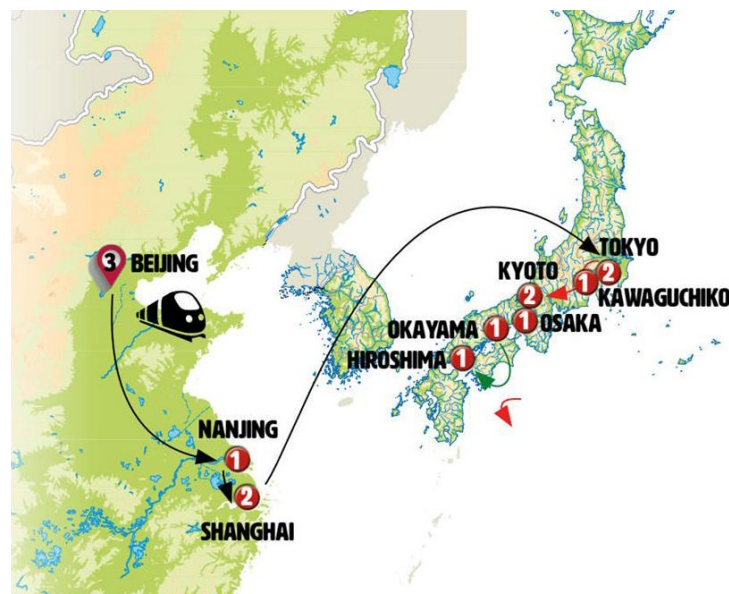 3 BEIJING
TOKYO
2
KYOTO
1
2
KAWAGUCHIKO
OKAYAMA 1
1 OSAKA
HIROSHIMA 1
NANJING
1
2
SHANGHAI